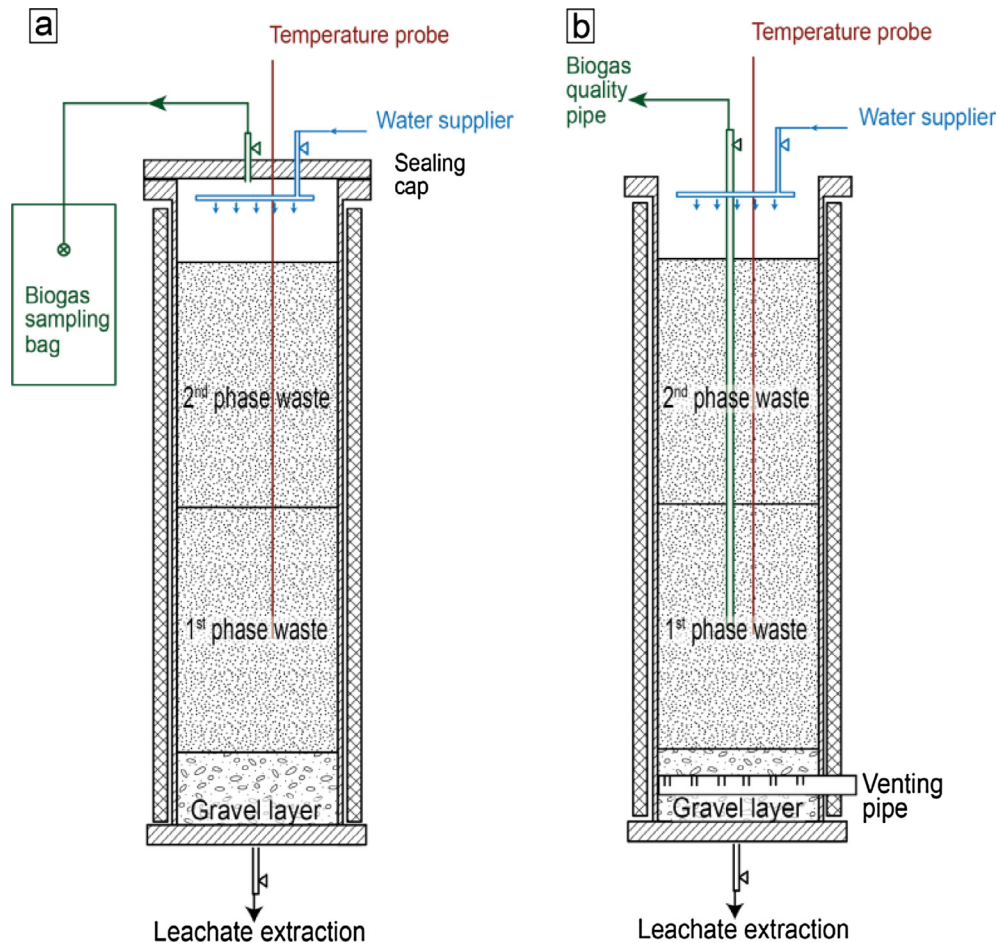 a
Temperature probe
Water supplier
Sealing
cap
Biogas
sampling
bag
2nd phase waste
1st phase waste
Gravel layer
Leachate extraction
b
Temperature probe
Biogas
quality
pipe
Water supplier
2nd phase waste
1st phase waste
Gravel layer
Venting
pipe
Leachate extraction